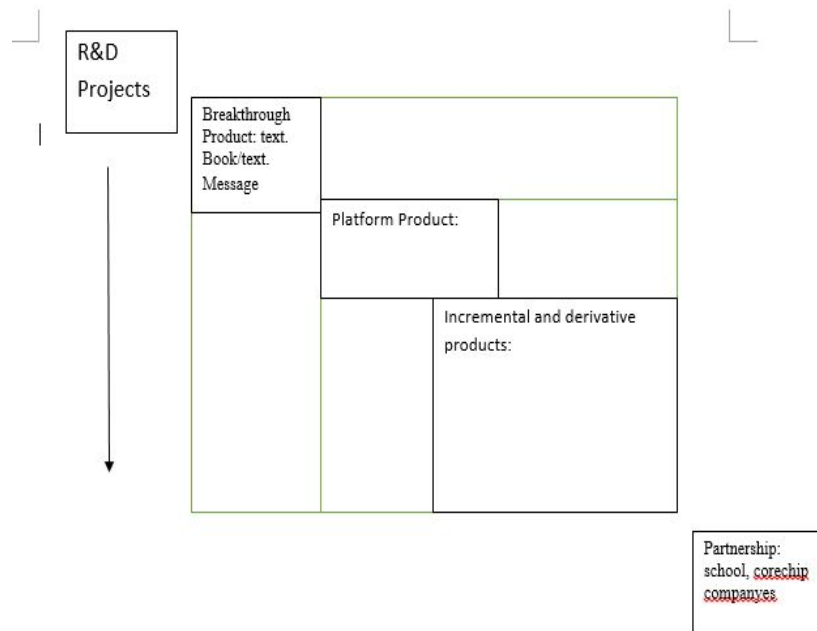 R&D
Projects
Breakthrough
Product: text.
Book/text.
Message
Platform Product:
Incremental and derivative
products:
Partnership:
school, corechip
companyes